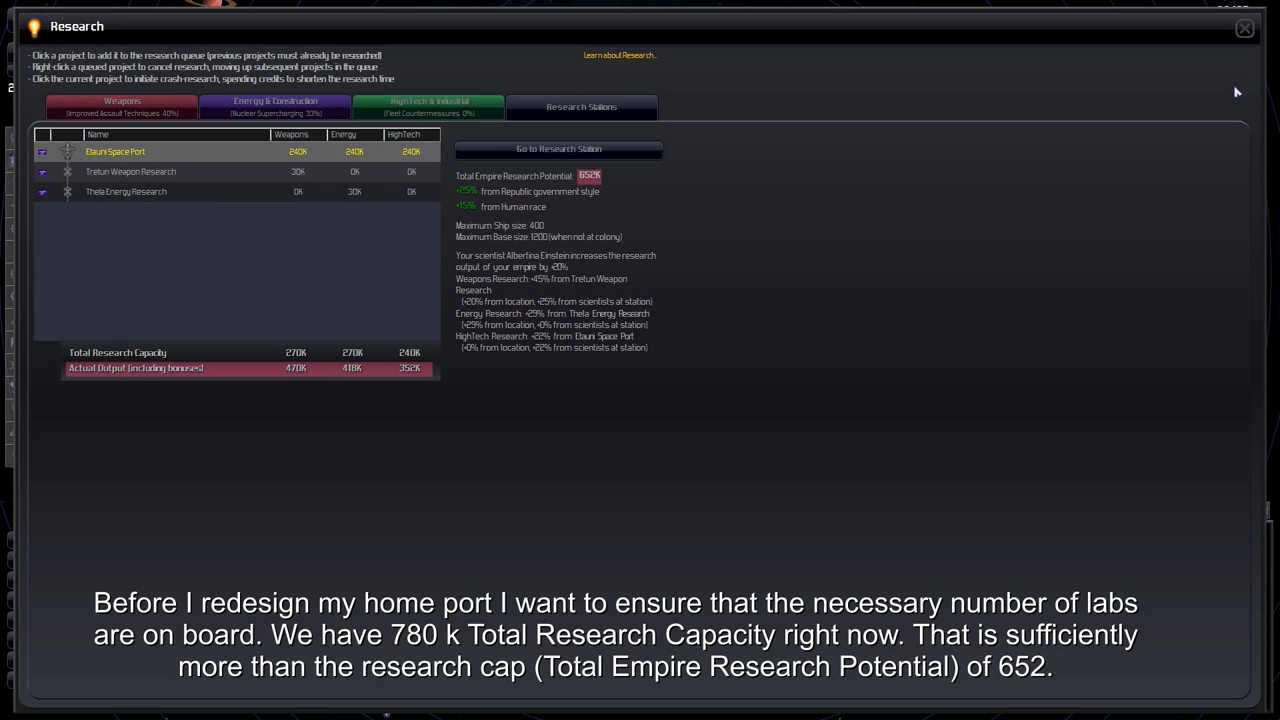 Research
- Click a project to add it to the research queue (previous projects must already be researched)
- Right-click a queued project to cancel research, moving up subsequent projects in the queue
- Click the current project to initiate crash-research, spending credits to shorten the research time
Learn about Research...
Weapons
(Improved Assault Techniques: 40%)
Energy & Construction
(Nuclear Supercharging: 33%)
HighTech & Industrial
(Fleet Countermeasures: 0%)
Research Stations
Name Weapons Energy HighTech
Etauni Space Port 240K 240K 240K
Tretun Weapon Research 30K 0K 0K
Thela Energy Research 0K 30K 0K
Total Research Capacity 270K 270K 240K
Actual Output (including bonuses) 470K 418K 352K
Go to Research Station
Total Empire Research Potential: 652K
+25% from Republic government style
+15% from Human race
Maximum Ship size: 400
Maximum Base size: 1200 (when not at colony)
Your scientist Albertina Einstein increases the research
output of your empire by +20%
Weapons Research: +45% from Tretun Weapon
Research
(+20% from location, +25% from scientists at station)
Energy Research: +29% from Thela Energy Research
(+29% from location, +0% from scientists at station)
HighTech Research: +22% from Etauni Space Port
(+0% from location, +22% from scientists at station)
Before I redesign my home port I want to ensure that the necessary number of labs
are on board. We have 780 k Total Research Capacity right now. That is sufficiently
more than the research cap (Total Empire Research Potential) of 652.